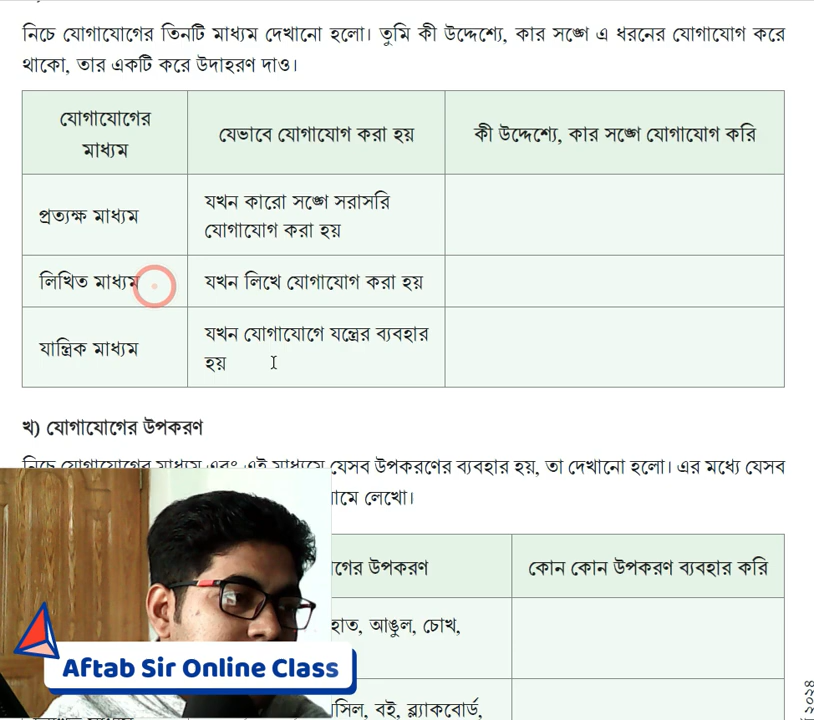 নিচে যোগাযোগের তিনটি মাধ্যম দেখানো হলো। তুমি কী উদ্দেশ্যে, কার সঙ্গে এ ধরনের যোগাযোগ করে
থাকো, তার একটি করে উদাহরণ দাও।
যোগাযোগের
মাধ্যম
যেভাবে যোগাযোগ করা হয়
কী উদ্দেশ্যে, কার সঙ্গে যোগাযোগ করি
প্রত্যক্ষ মাধ্যম
যখন কারো সঙ্গে সরাসরি
যোগাযোগ করা হয়
লিখিত মাধ্যম
যখন লিখে যোগাযোগ করা হয়
যান্ত্রিক মাধ্যম
যখন যোগাযোগে যন্ত্রের ব্যবহার
হয়
খ) যোগাযোগের উপকরণ
নিচে যোগাযোগের মাধ্যম এবং এই মাধ্যমে যেসব উপকরণের ব্যবহার হয়, তা দেখানো হলো। এর মধ্যে যেসব
লেখো।
উপকরণ
কোন কোন উপকরণ ব্যবহার করি
হাত, আঙুল, চোখ,
বই, ব্ল্যাকবোর্ড,
Aftab Sir Online Class
২০২৪